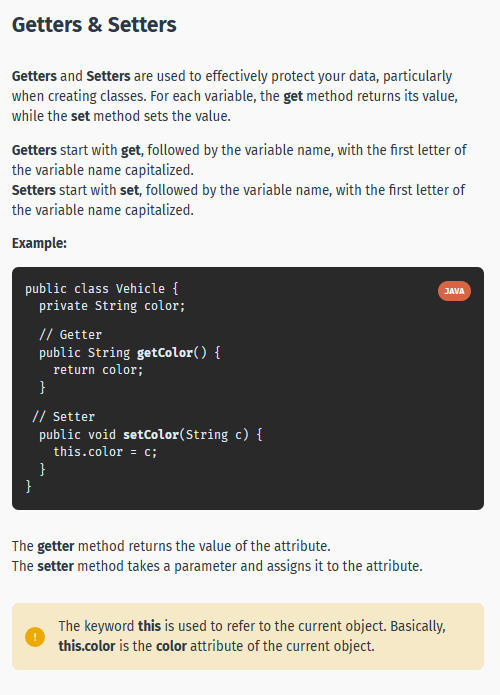 Getters & Setters
Getters and Setters are used to effectively protect your data, particularly
when creating classes. For each variable, the get method returns its value,
while the set method sets the value.
Getters start with get, followed by the variable name, with the first letter of
the variable name capitalized.
Setters start with set, followed by the variable name, with the first letter of
the variable name capitalized.
Example:
JAVA
public class Vehicle {
  private String color;
  // Getter
  public String getColor() {
    return color;
  }
 // Setter
  public void setColor(String c) {
    this.color = c;
  }
}
The getter method returns the value of the attribute.
The setter method takes a parameter and assigns it to the attribute.
!
The keyword this is used to refer to the current object. Basically,
this.color is the color attribute of the current object.